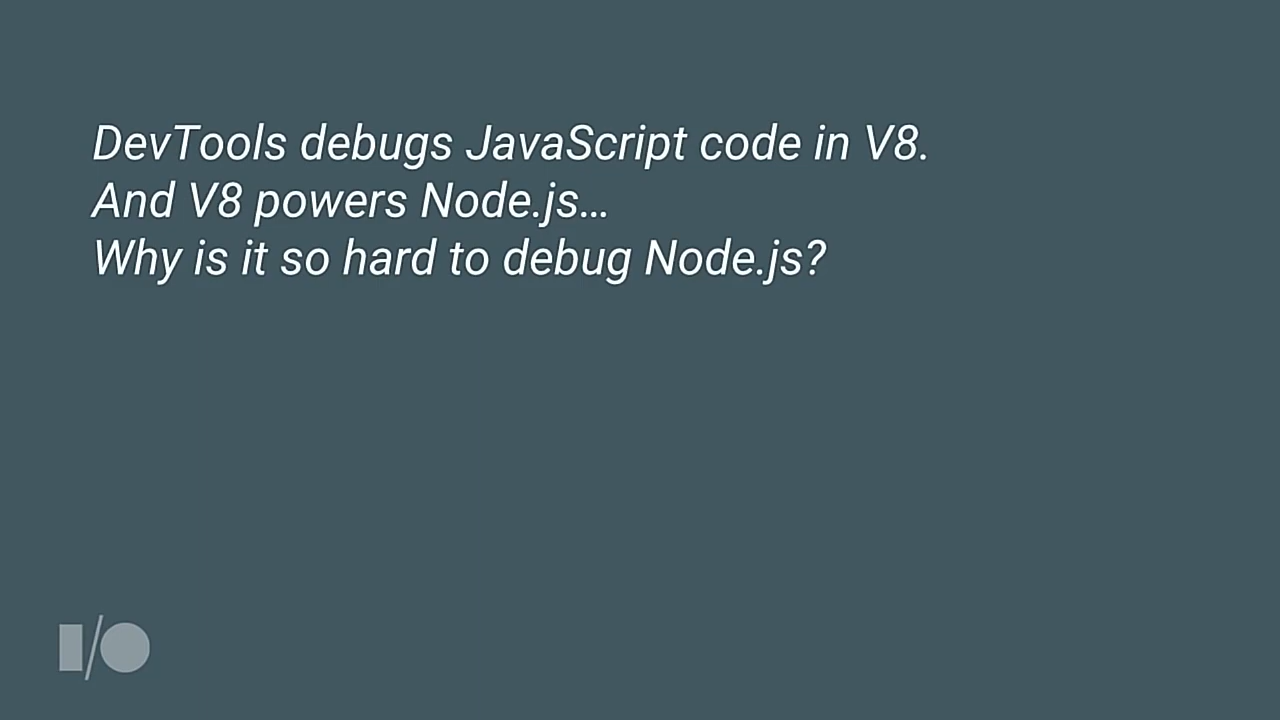 DevTools debugs JavaScript code in V8.
And V8 powers Node.js…
Why is it so hard to debug Node.js?
I/O